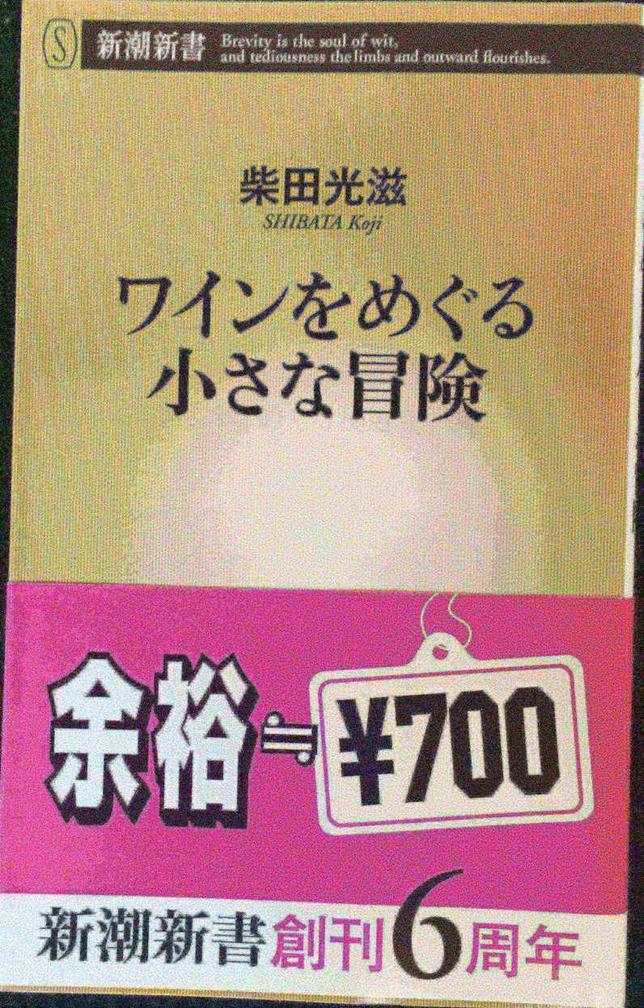 S 新潮新書 Brevity is the soul of wit,
and tediousness the limbs and outward flourishes.
柴田光滋
SHIBATA Koji
ワインをめぐる
小さな冒険
余裕≒¥700
新潮新書創刊6周年